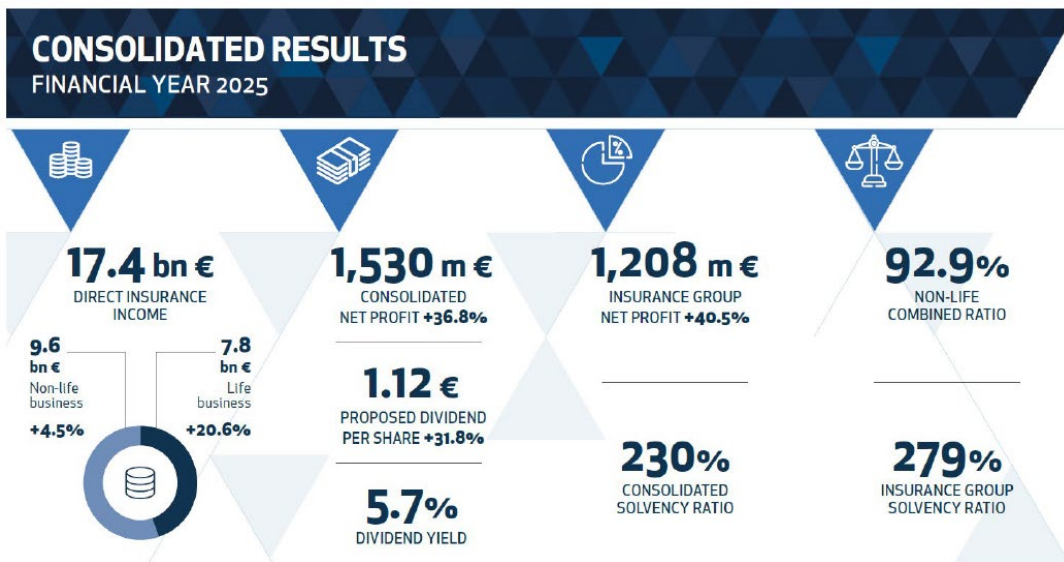 CONSOLIDATED RESULTS
FINANCIAL YEAR 2025
17.4 bn €
DIRECT INSURANCE
INCOME
9.6
bn €
Non-life
business
+4.5%
7.8
bn €
Life
business
+20.6%
1,530 m €
CONSOLIDATED
NET PROFIT +36.8%
1.12 €
PROPOSED DIVIDEND
PER SHARE +31.8%
5.7%
DIVIDEND YIELD
%
1,208 m €
INSURANCE GROUP
NET PROFIT +40.5%
230%
CONSOLIDATED
SOLVENCY RATIO
92.9%
NON-LIFE
COMBINED RATIO
279%
INSURANCE GROUP
SOLVENCY RATIO